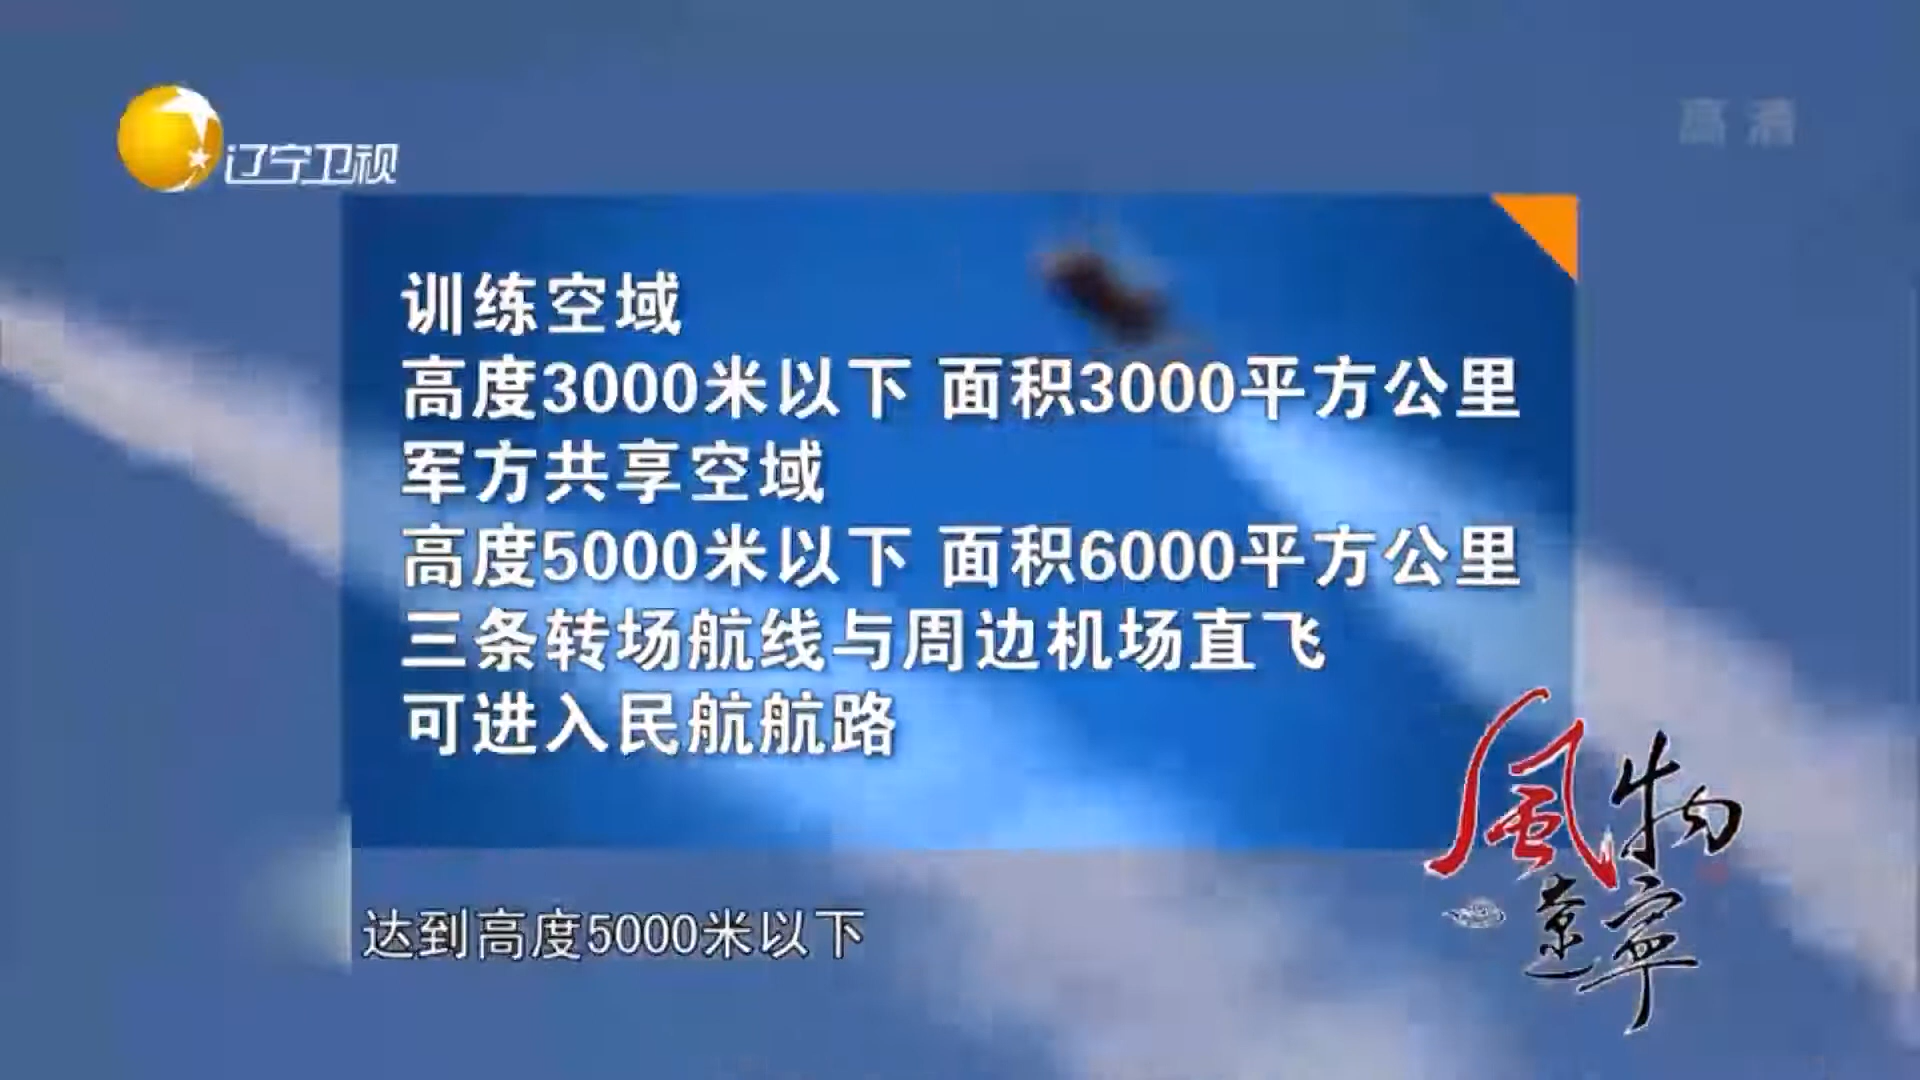 辽宁卫视
高清
训练空域
高度3000米以下 面积3000平方公里
军方共享空域
高度5000米以下 面积6000平方公里
三条转场航线与周边机场直飞
可进入民航航路
風物
遼寧
达到高度5000米以下